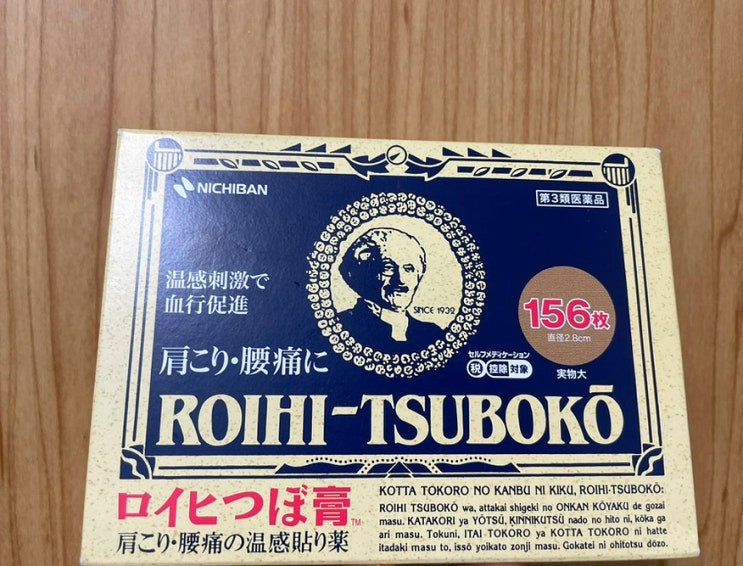 NICHIBAN
第3類医薬品
温感刺激で
血行促進
SINCE 1932
156枚
直径2.8cm
肩こり・腰痛に
セルフメディケーション
税 控除 対象
実物大
ROIHI-TSUBOKŌ
ロイヒつぼ膏™
肩こり・腰痛の温感貼り薬
KOTTA TOKORO NO KANBU NI KIKU, ROIHI-TSUBOKŌ:
ROIHI TSUBOKŌ wa, attakai shigeki no ONKAN KŌYAKU de gozai
masu. KATAKORI ya YŌTSŪ, KINNIKUTSŪ nado no hito ni, kōka ga
ari masu. Tokuni, ITAI TOKORO ya KOTTA TOKORO ni hatte
itadaki masu to, issō yoikato zonji masu. Gokatei ni ohitotsu dōzo.